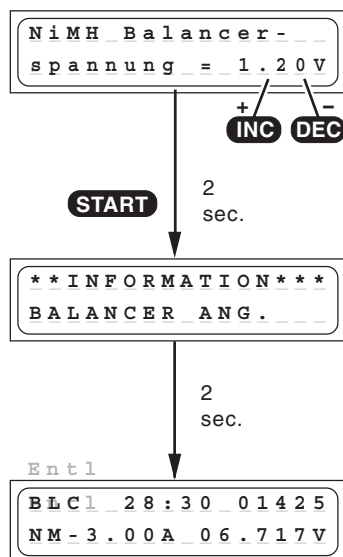 NiMH Balancer-
spannung = 1.20V
+ -
INC DEC
START
2
sec.
**INFORMATION***
BALANCER ANG.
2
sec.
Entl
BLC 28:30 01425
NM-3.00A 06.717V